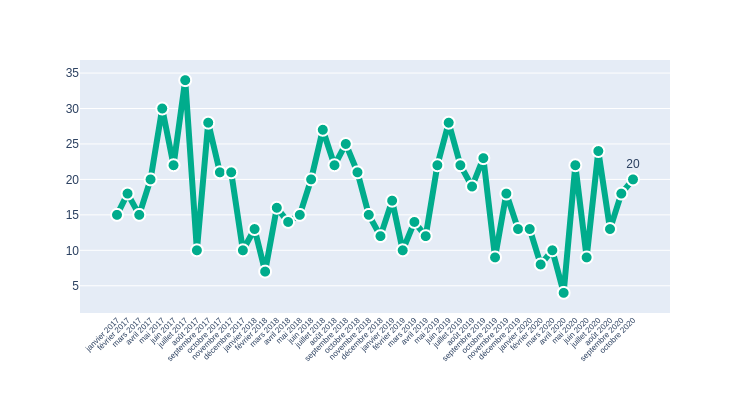 35
30
25
20
15
10
5
20
janvier 2017
février 2017
mars 2017
avril 2017
mai 2017
juin 2017
juillet 2017
août 2017
septembre 2017
octobre 2017
novembre 2017
décembre 2017
janvier 2018
février 2018
mars 2018
avril 2018
mai 2018
juin 2018
juillet 2018
août 2018
septembre 2018
octobre 2018
novembre 2018
décembre 2018
janvier 2019
février 2019
mars 2019
avril 2019
mai 2019
juin 2019
juillet 2019
août 2019
septembre 2019
octobre 2019
novembre 2019
décembre 2019
janvier 2020
février 2020
mars 2020
avril 2020
mai 2020
juin 2020
juillet 2020
août 2020
septembre 2020
octobre 2020